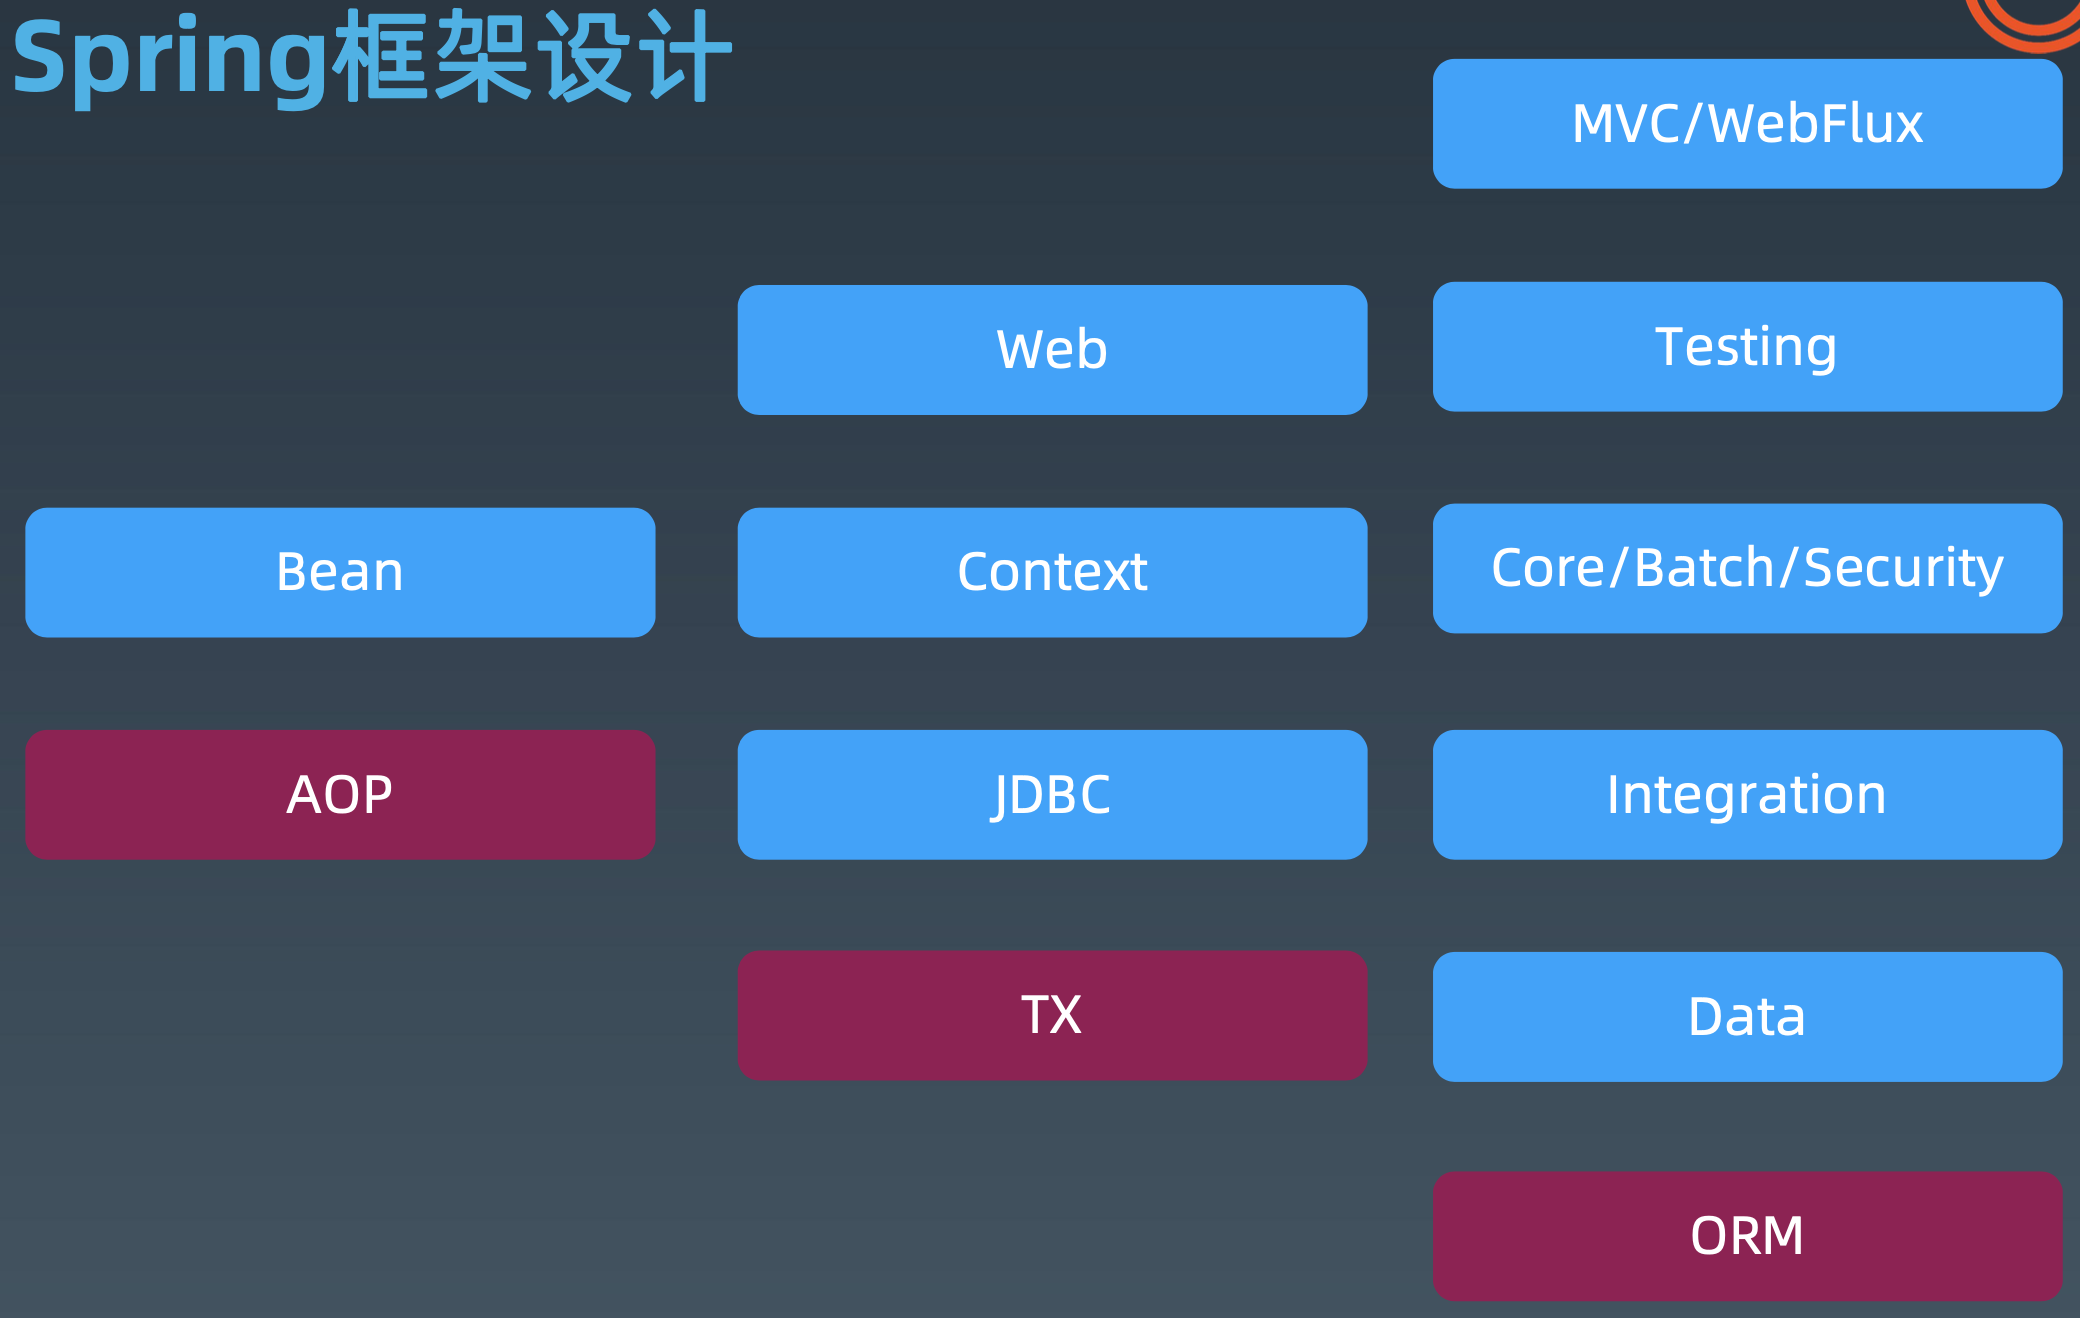 Spring框架设计
MVC/WebFlux
Web
Testing
Bean
Context
Core/Batch/Security
AOP
JDBC
Integration
TX
Data
ORM